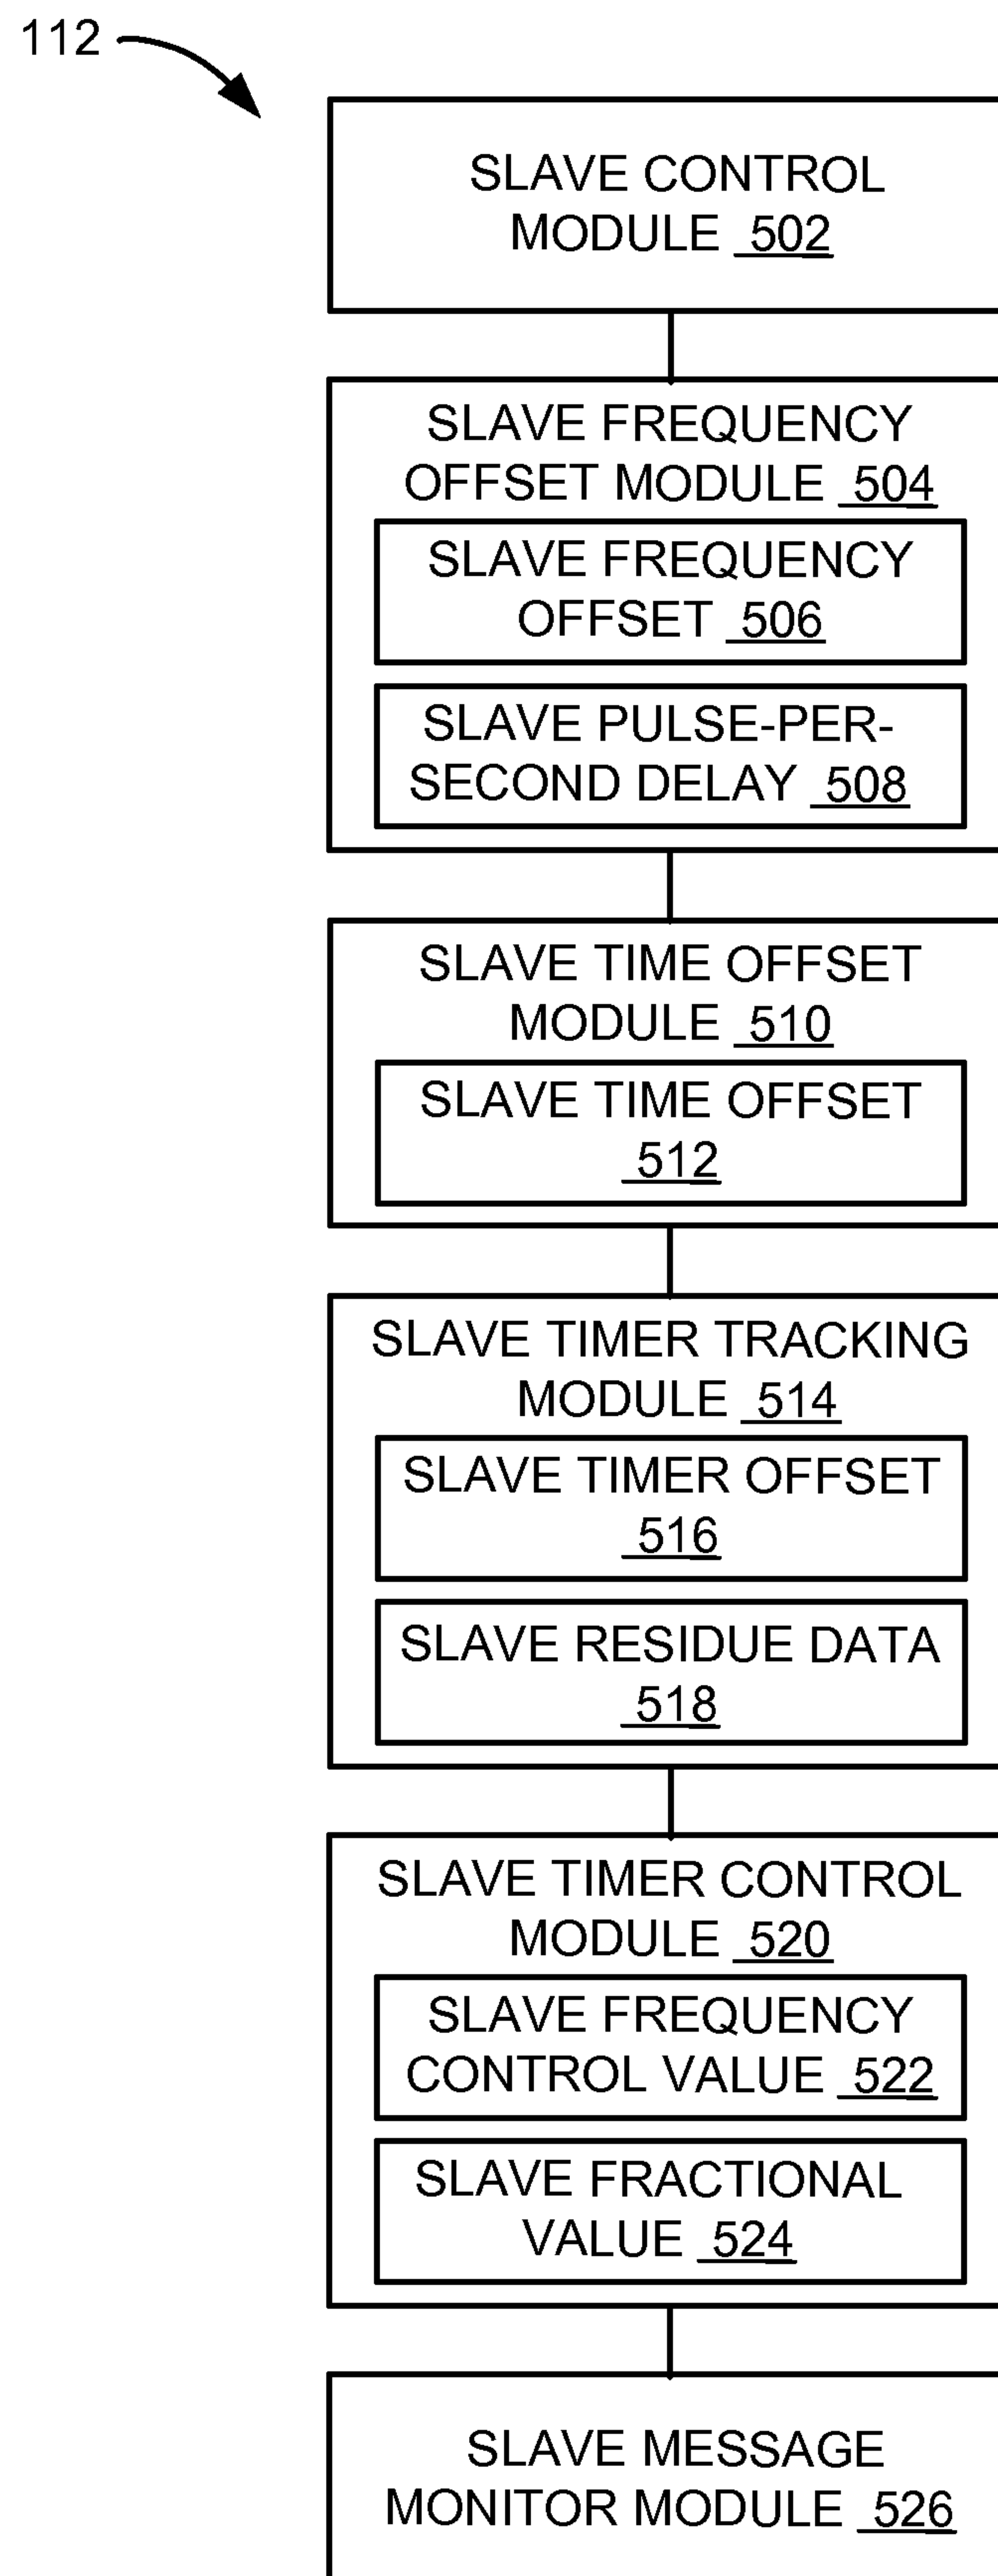 112
SLAVE CONTROL
MODULE 502
SLAVE FREQUENCY
OFFSET MODULE 504
SLAVE FREQUENCY
OFFSET 506
SLAVE PULSE-PER-
SECOND DELAY 508
SLAVE TIME OFFSET
MODULE 510
SLAVE TIME OFFSET
512
SLAVE TIMER TRACKING
MODULE 514
SLAVE TIMER OFFSET
516
SLAVE RESIDUE DATA
518
SLAVE TIMER CONTROL
MODULE 520
SLAVE FREQUENCY
CONTROL VALUE 522
SLAVE FRACTIONAL
VALUE 524
SLAVE MESSAGE
MONITOR MODULE 526